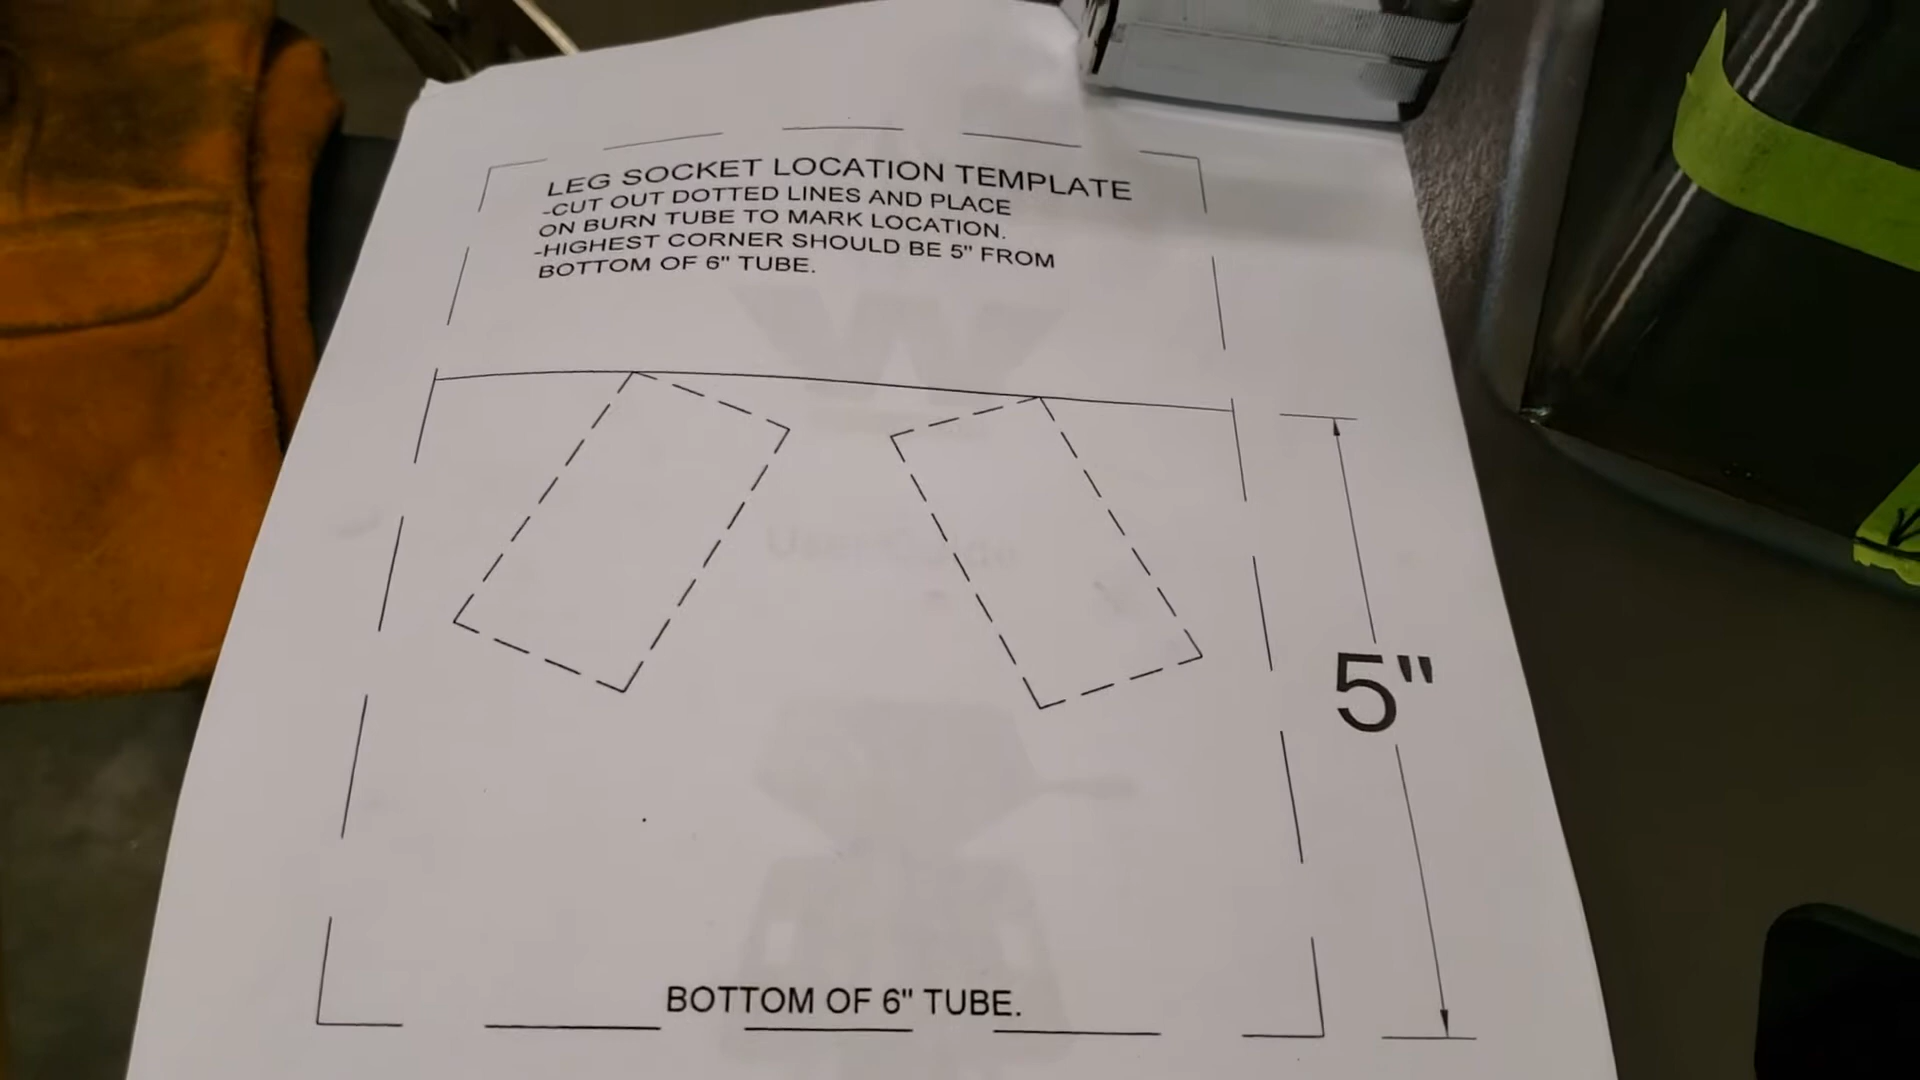 LEG SOCKET LOCATION TEMPLATE
-CUT OUT DOTTED LINES AND PLACE
ON BURN TUBE TO MARK LOCATION.
-HIGHEST CORNER SHOULD BE 5" FROM
BOTTOM OF 6" TUBE.
5"
BOTTOM OF 6" TUBE.